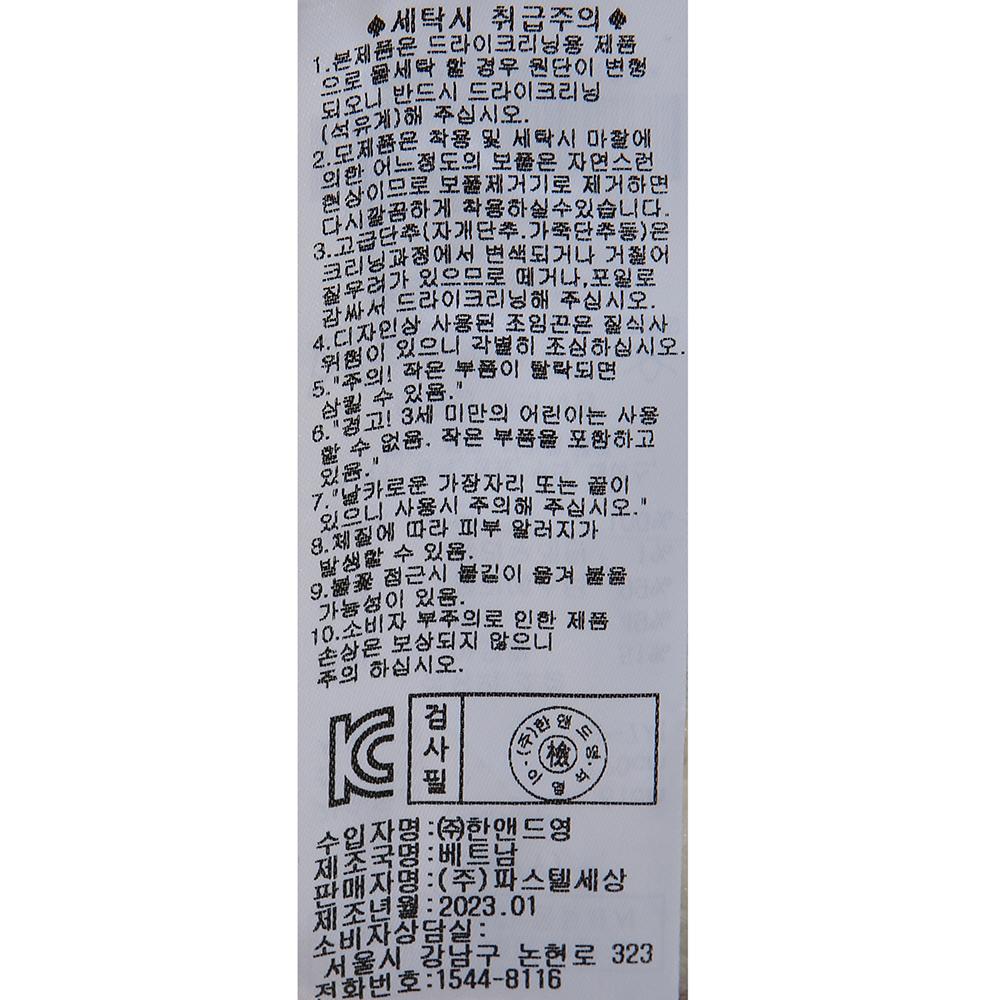 ♠세탁시 취급주의♠
1.본제품은 드라이크리닝용 제품
으로 물세탁 할 경우 원단이 변형
되오니 반드시 드라이크리닝
(석유계)해 주십시오.
2.모제품은 착용 및 세탁시 마찰에
의한 어느정도의 보풀은 자연스런
현상이므로 보풀제거기로 제거하면
다시깔끔하게 착용하실수있습니다.
3.고급단추(자개단추.가죽단추등)은
크리닝과정에서 변색되거나 거칠어
질우려가 있으므로 떼거나,포일로
감싸서 드라이크리닝해 주십시오.
4.디자인상 사용된 조임끈은 질식사
위험이 있으니 각별히 조심하십시오.
5."주의! 작은 부품이 탈락되면
삼킬 수 있음."
6."경고! 3세 미만의 어린이는 사용
할 수 없음. 작은 부품을 포함하고
있음."
7."날카로운 가장자리 또는 끝이
있으니 사용시 주의해 주십시오."
8.재질에 따라 피부 알러지가
발생할 수 있음.
9.불꽃 접근시 불길이 옮겨 붙을
가능성이 있음.
10.소비자 부주의로 인한 제품
손상은 보상되지 않으니
주의 하십시오.
검사필
(주)한앤드영
檢
수입자명:㈜한앤드영
제조국명:베트남
판매자명:(주)파스텔세상
제조년월:2023.01
소비자상담실:
서울시 강남구 논현로 323
전화번호:1544-8116